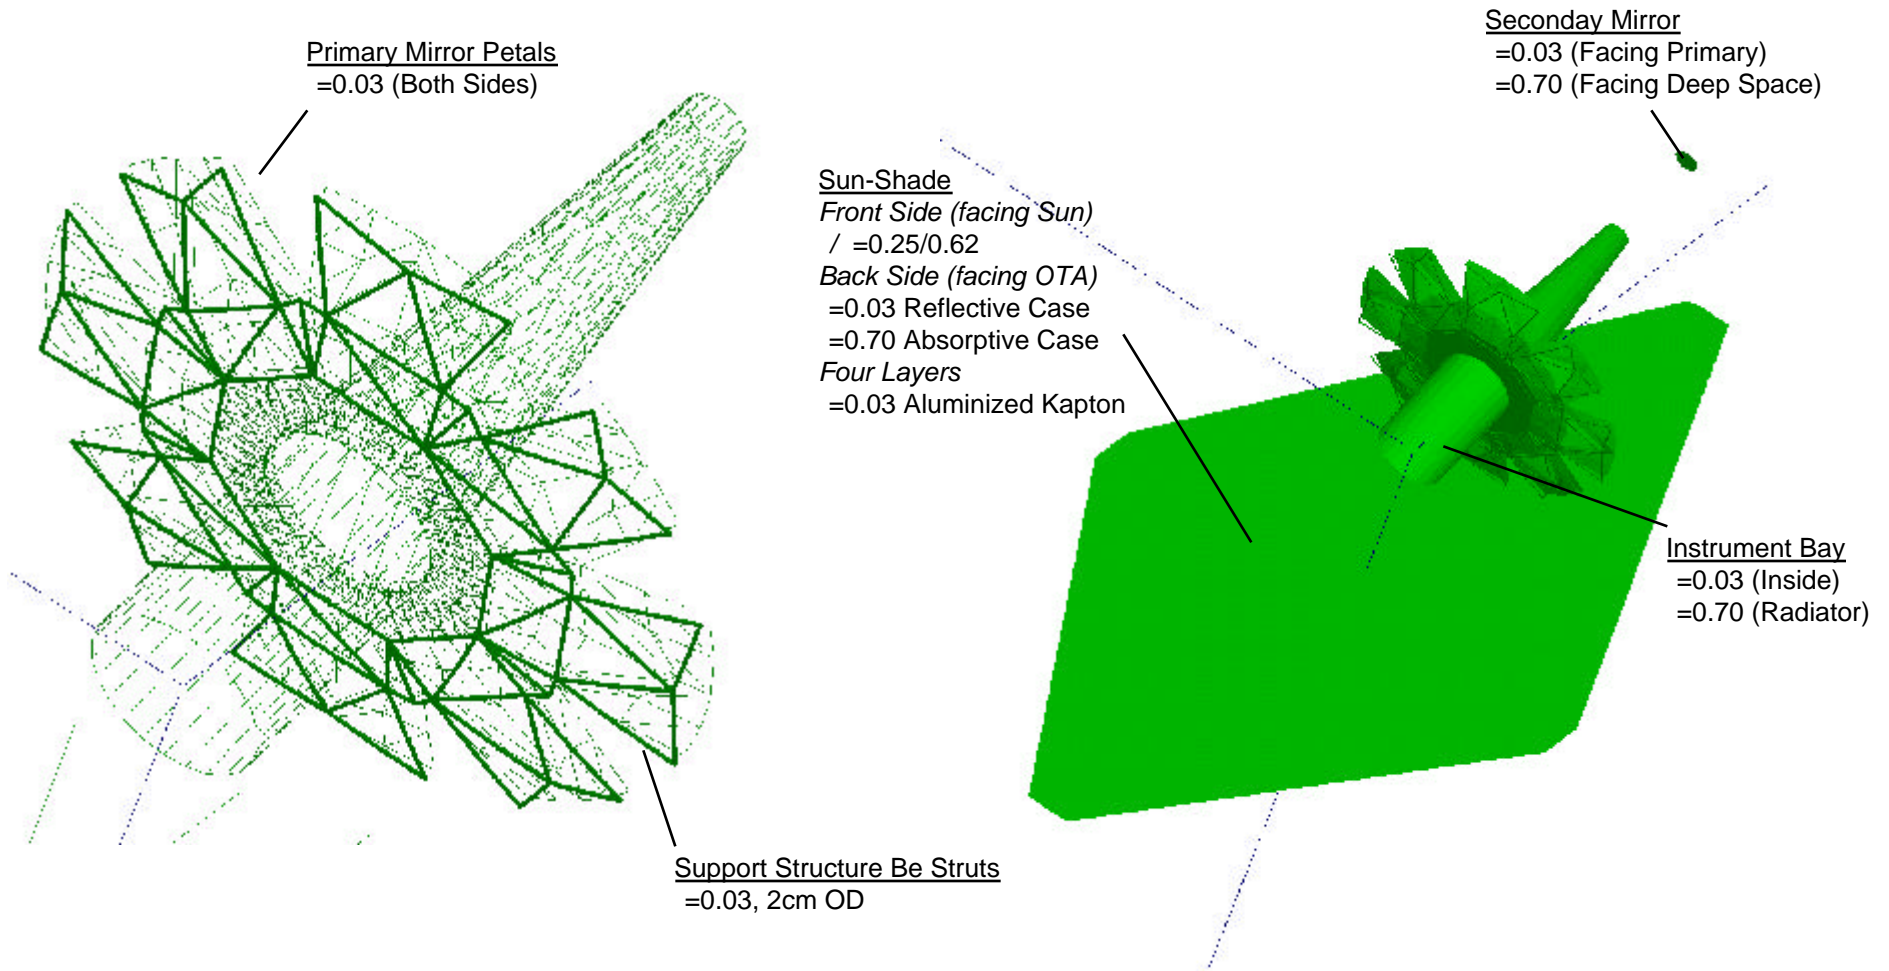 Primary Mirror Petals
=0.03 (Both Sides)
Seconday Mirror
=0.03 (Facing Primary)
=0.70 (Facing Deep Space)
Sun-Shade
Front Side (facing Sun)
/ =0.25/0.62
Back Side (facing OTA)
=0.03 Reflective Case
=0.70 Absorptive Case
Four Layers
=0.03 Aluminized Kapton
Instrument Bay
=0.03 (Inside)
=0.70 (Radiator)
Support Structure Be Struts
=0.03, 2cm OD